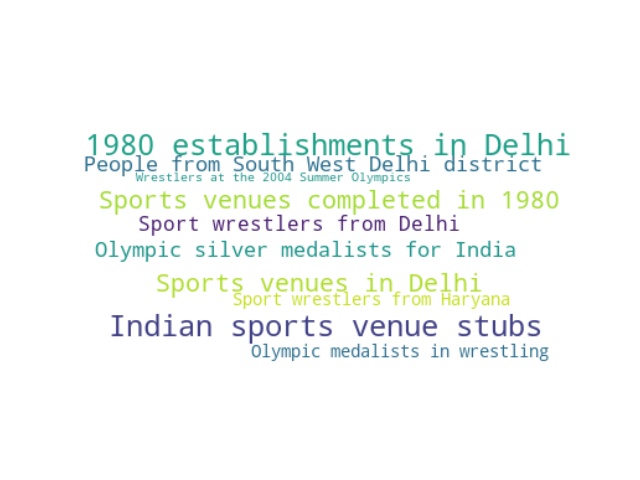 1980 establishments in Delhi
People from South West Delhi district
Wrestlers at the 2004 Summer Olympics
Sports venues completed in 1980
Sport wrestlers from Delhi
Olympic silver medalists for India
Sports venues in Delhi
Sport wrestlers from Haryana
Indian sports venue stubs
Olympic medalists in wrestling